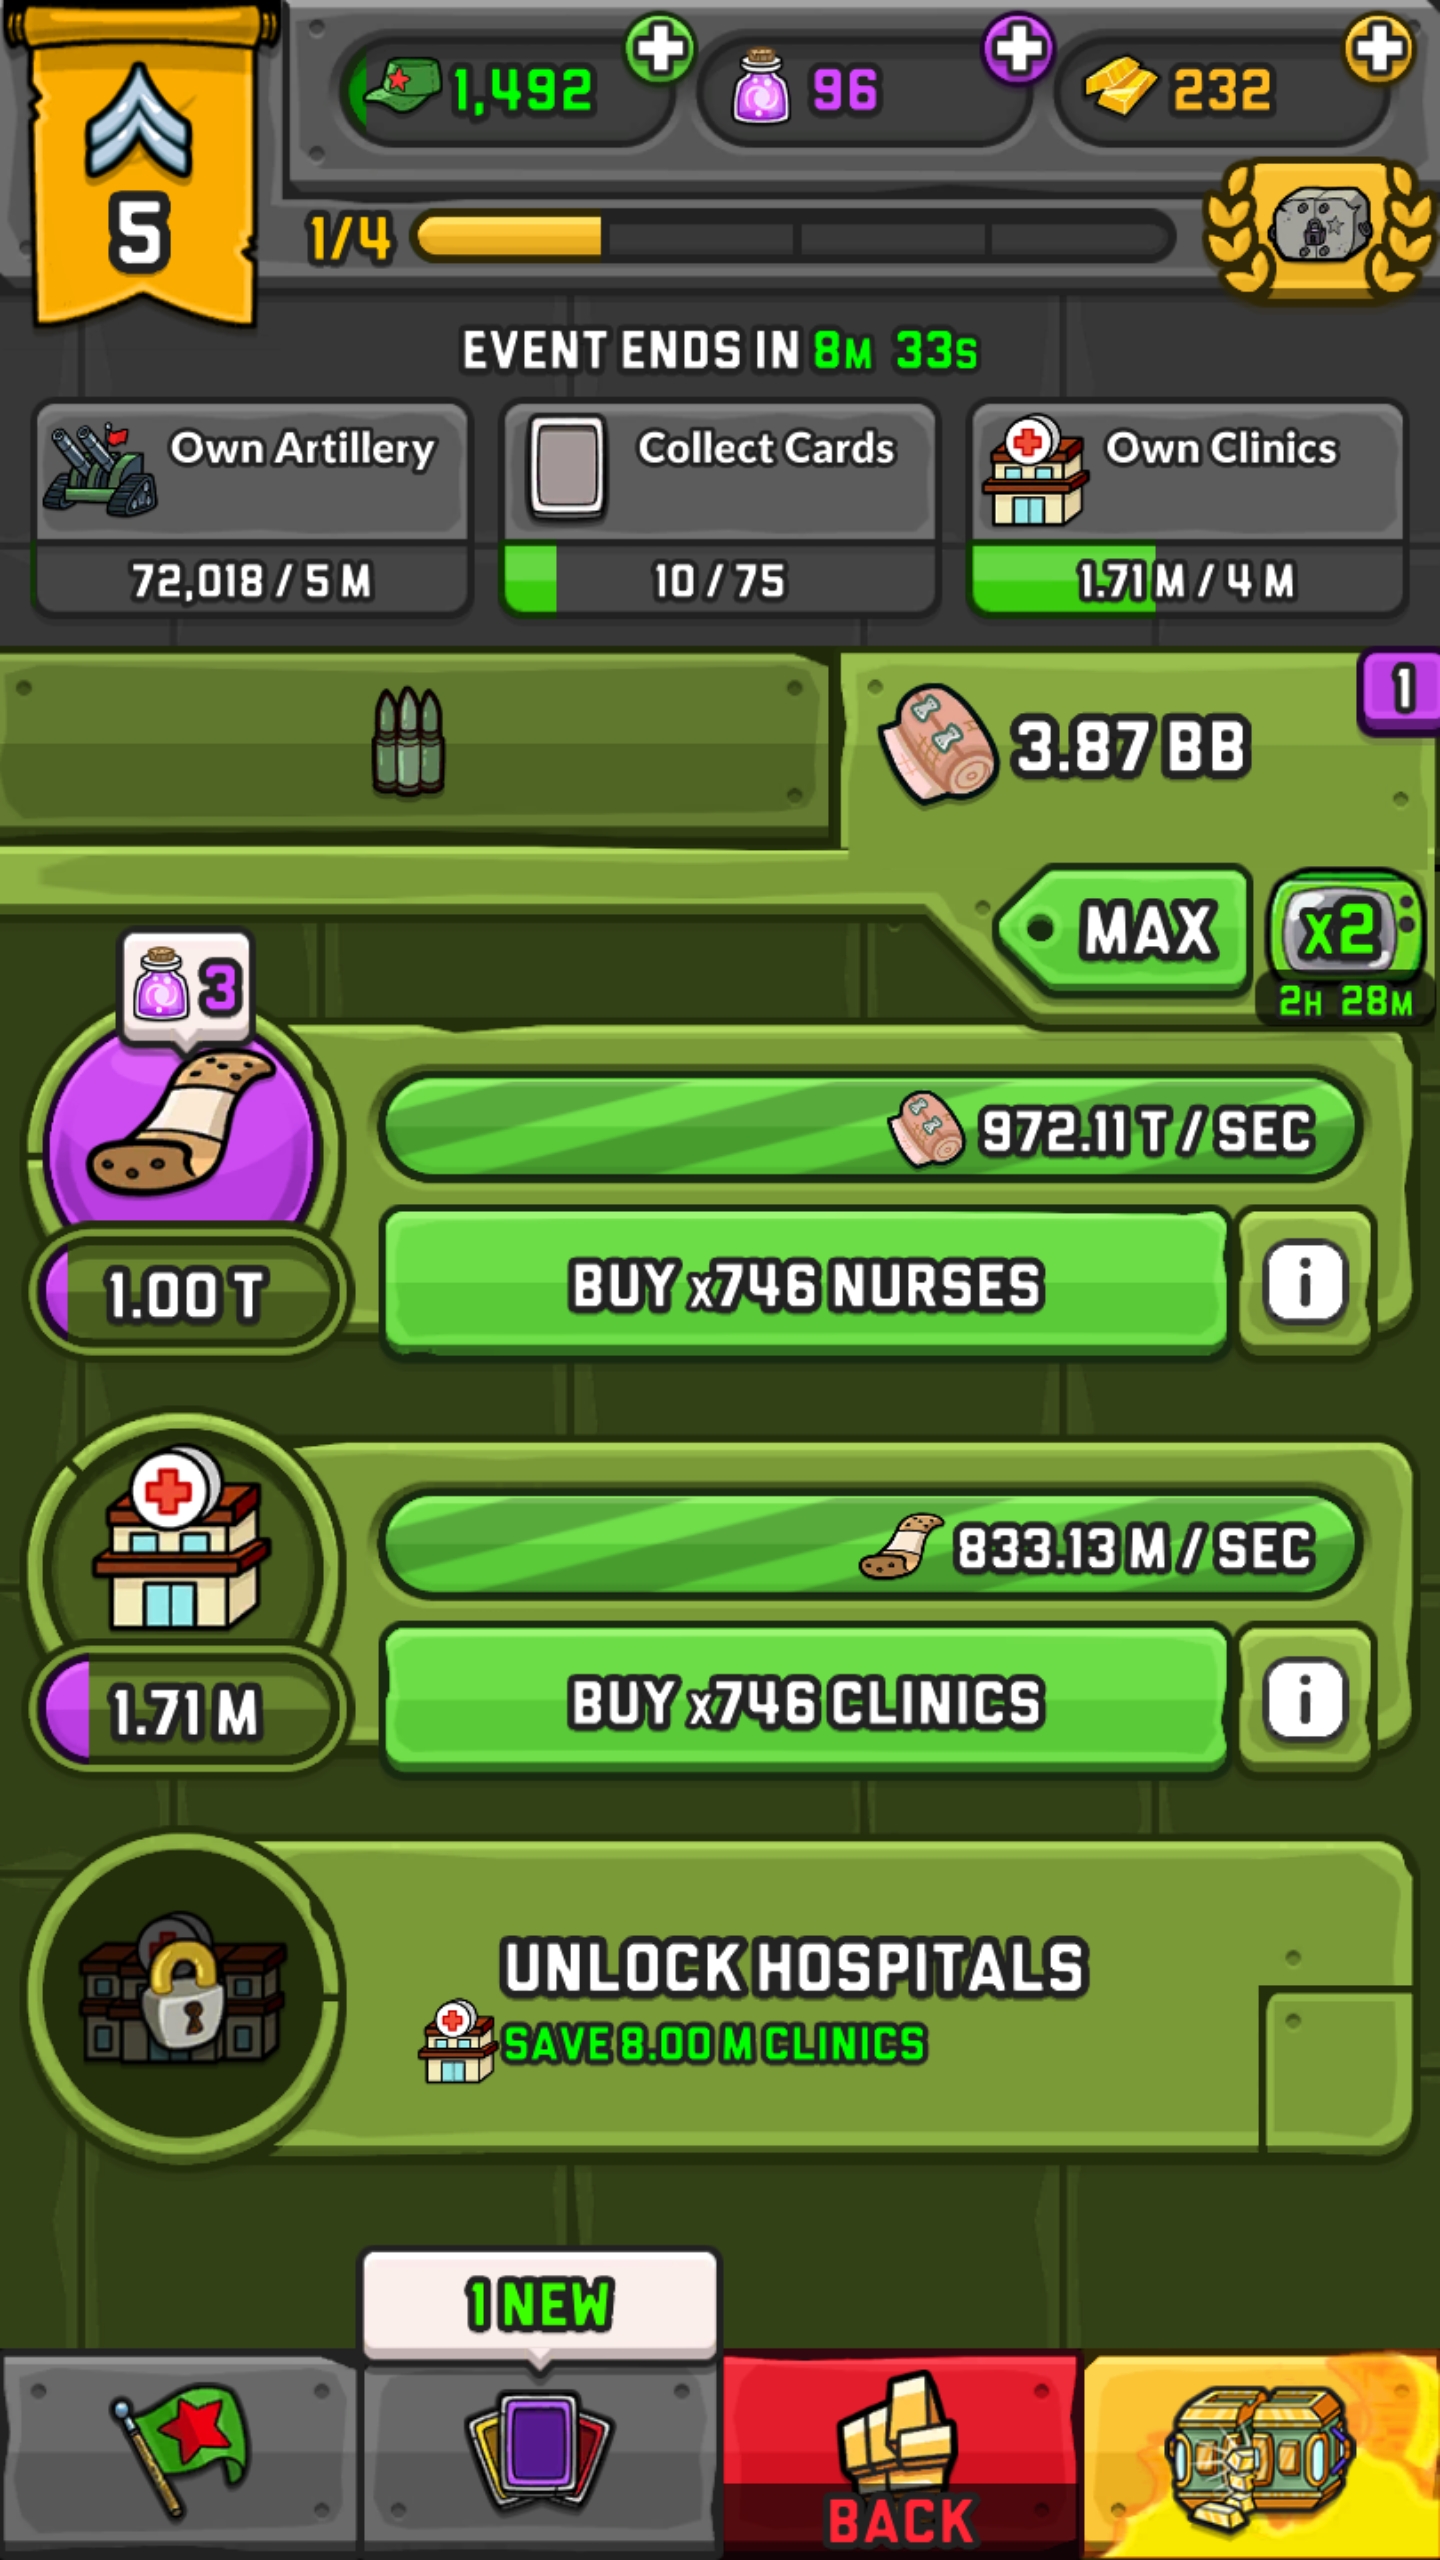 1,492
96
232
5
1/4
EVENT ENDS IN 8M 33S
Own Artillery
Collect Cards
Own Clinics
72,018 / 5 M
10 / 75
1.71 M / 4 M
1
3.87 BB
MAX
x2
2H 28M
3
972.11 T / SEC
BUY x746 NURSES
i
1.00 T
833.13 M / SEC
BUY x746 CLINICS
i
1.71 M
UNLOCK HOSPITALS
SAVE 8.00 M CLINICS
1 NEW
BACK